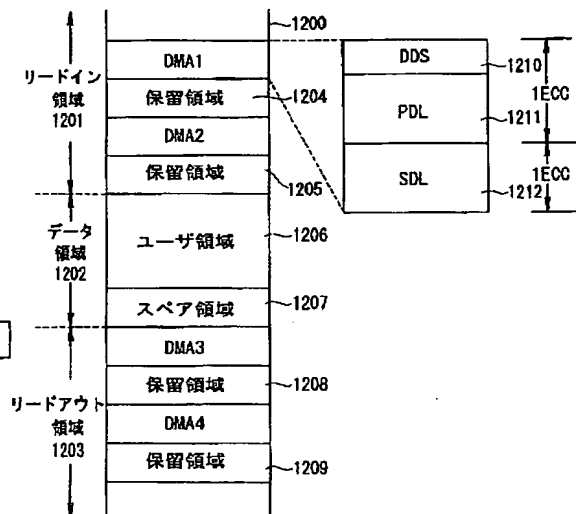 リードイン
領域
1201
データ
領域
1202
リードアウト
領域
1203
1200
DMA1
保留領域
1204
DMA2
保留領域
1205
ユーザ領域
1206
スペア領域
1207
DMA3
保留領域
1208
DMA4
保留領域
1209
DDS
1210
PDL
1211
SDL
1212
1ECC
1ECC